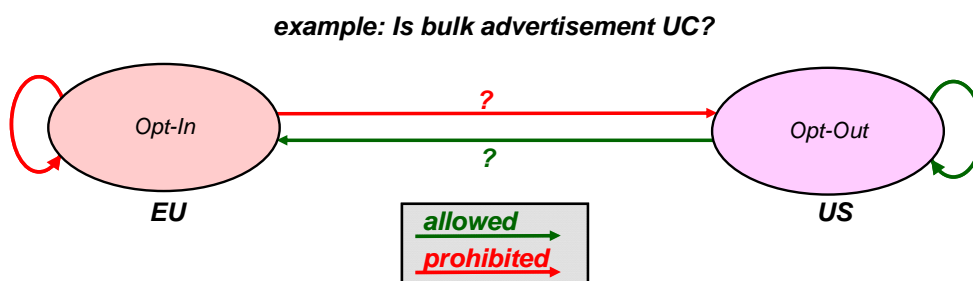 example: Is bulk advertisement UC?
?
Opt-In
Opt-Out
?
EU
US
allowed
prohibited